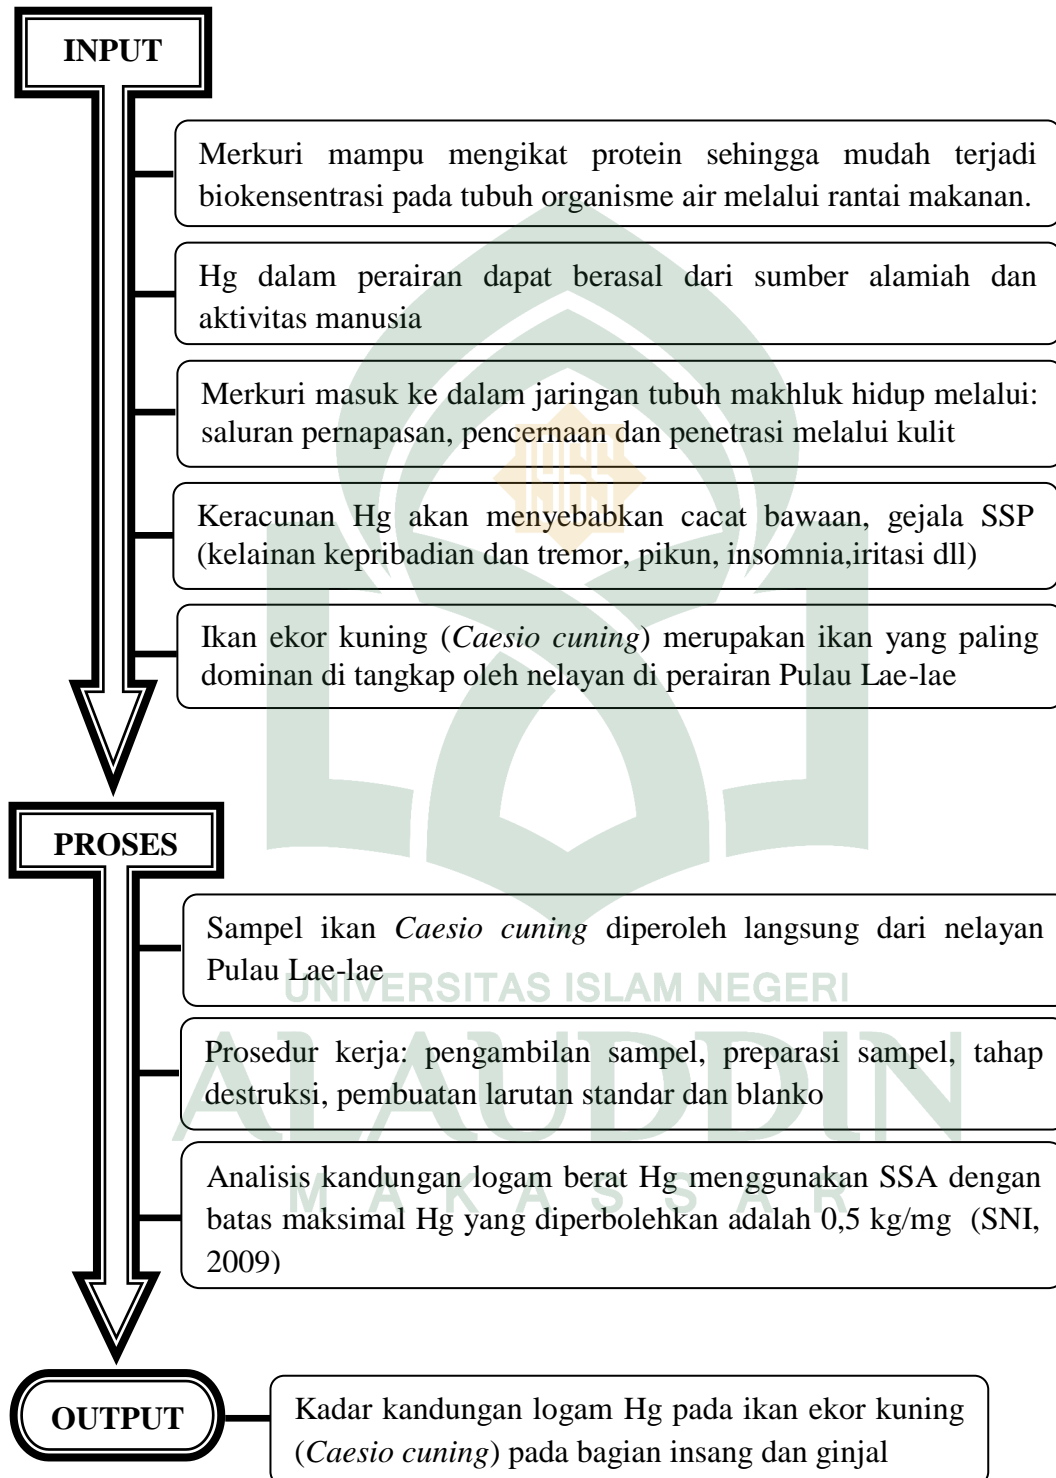 INPUT
Merkuri mampu mengikat protein sehingga mudah terjadi
biokensentrasi pada tubuh organisme air melalui rantai makanan.
Hg dalam perairan dapat berasal dari sumber alamiah dan
aktivitas manusia
Merkuri masuk ke dalam jaringan tubuh makhluk hidup melalui:
saluran pernapasan, pencernaan dan penetrasi melalui kulit
Keracunan Hg akan menyebabkan cacat bawaan, gejala SSP
(kelainan kepribadian dan tremor, pikun, insomnia,iritasi dll)
Ikan ekor kuning (Caesio cuning) merupakan ikan yang paling
dominan di tangkap oleh nelayan di perairan Pulau Lae-lae
PROSES
Sampel ikan Caesio cuning diperoleh langsung dari nelayan
Pulau Lae-lae
UNIVERSITAS ISLAM NEGERI
Prosedur kerja: pengambilan sampel, preparasi sampel, tahap
destruksi, pembuatan larutan standar dan blanko
ALAUDDIN
Analisis kandungan logam berat Hg menggunakan SSA dengan
batas maksimal Hg yang diperbolehkan adalah 0,5 kg/mg (SNI,
2009)
MAKASSAR
OUTPUT
Kadar kandungan logam Hg pada ikan ekor kuning
(Caesio cuning) pada bagian insang dan ginjal
1965